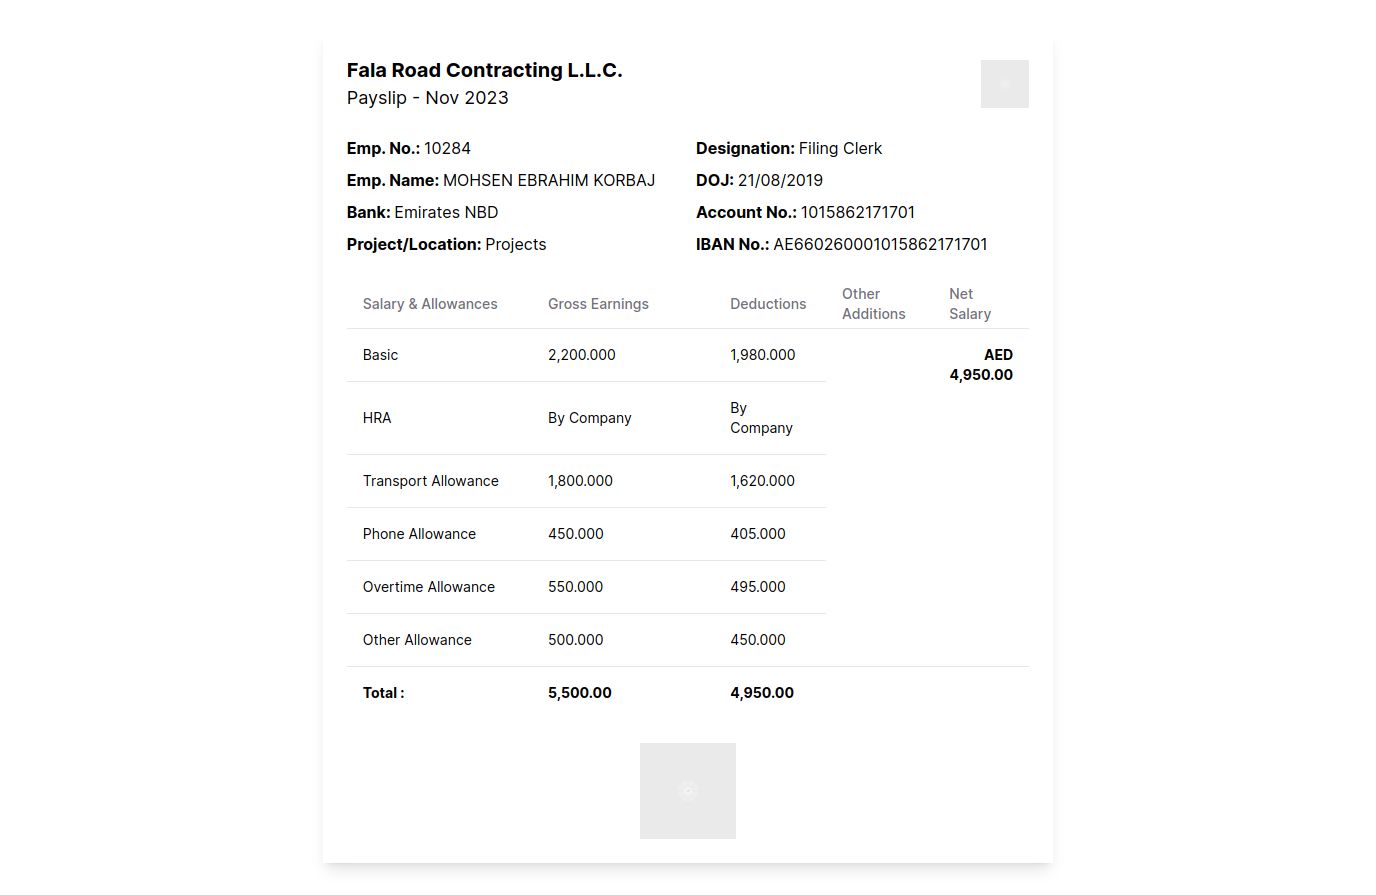 Fala Road Contracting L.L.C.
Payslip - Nov 2023
Emp. No.: 10284
Designation: Filing Clerk
Emp. Name: MOHSEN EBRAHIM KORBAJ
DOJ: 21/08/2019
Bank: Emirates NBD
Account No.: 1015862171701
Project/Location: Projects
IBAN No.: AE660260001015862171701
Salary & Allowances Gross Earnings Deductions Other Additions Net Salary
Basic 2,200.000 1,980.000 AED 4,950.00
HRA By Company By Company
Transport Allowance 1,800.000 1,620.000
Phone Allowance 450.000 405.000
Overtime Allowance 550.000 495.000
Other Allowance 500.000 450.000
Total : 5,500.00 4,950.00